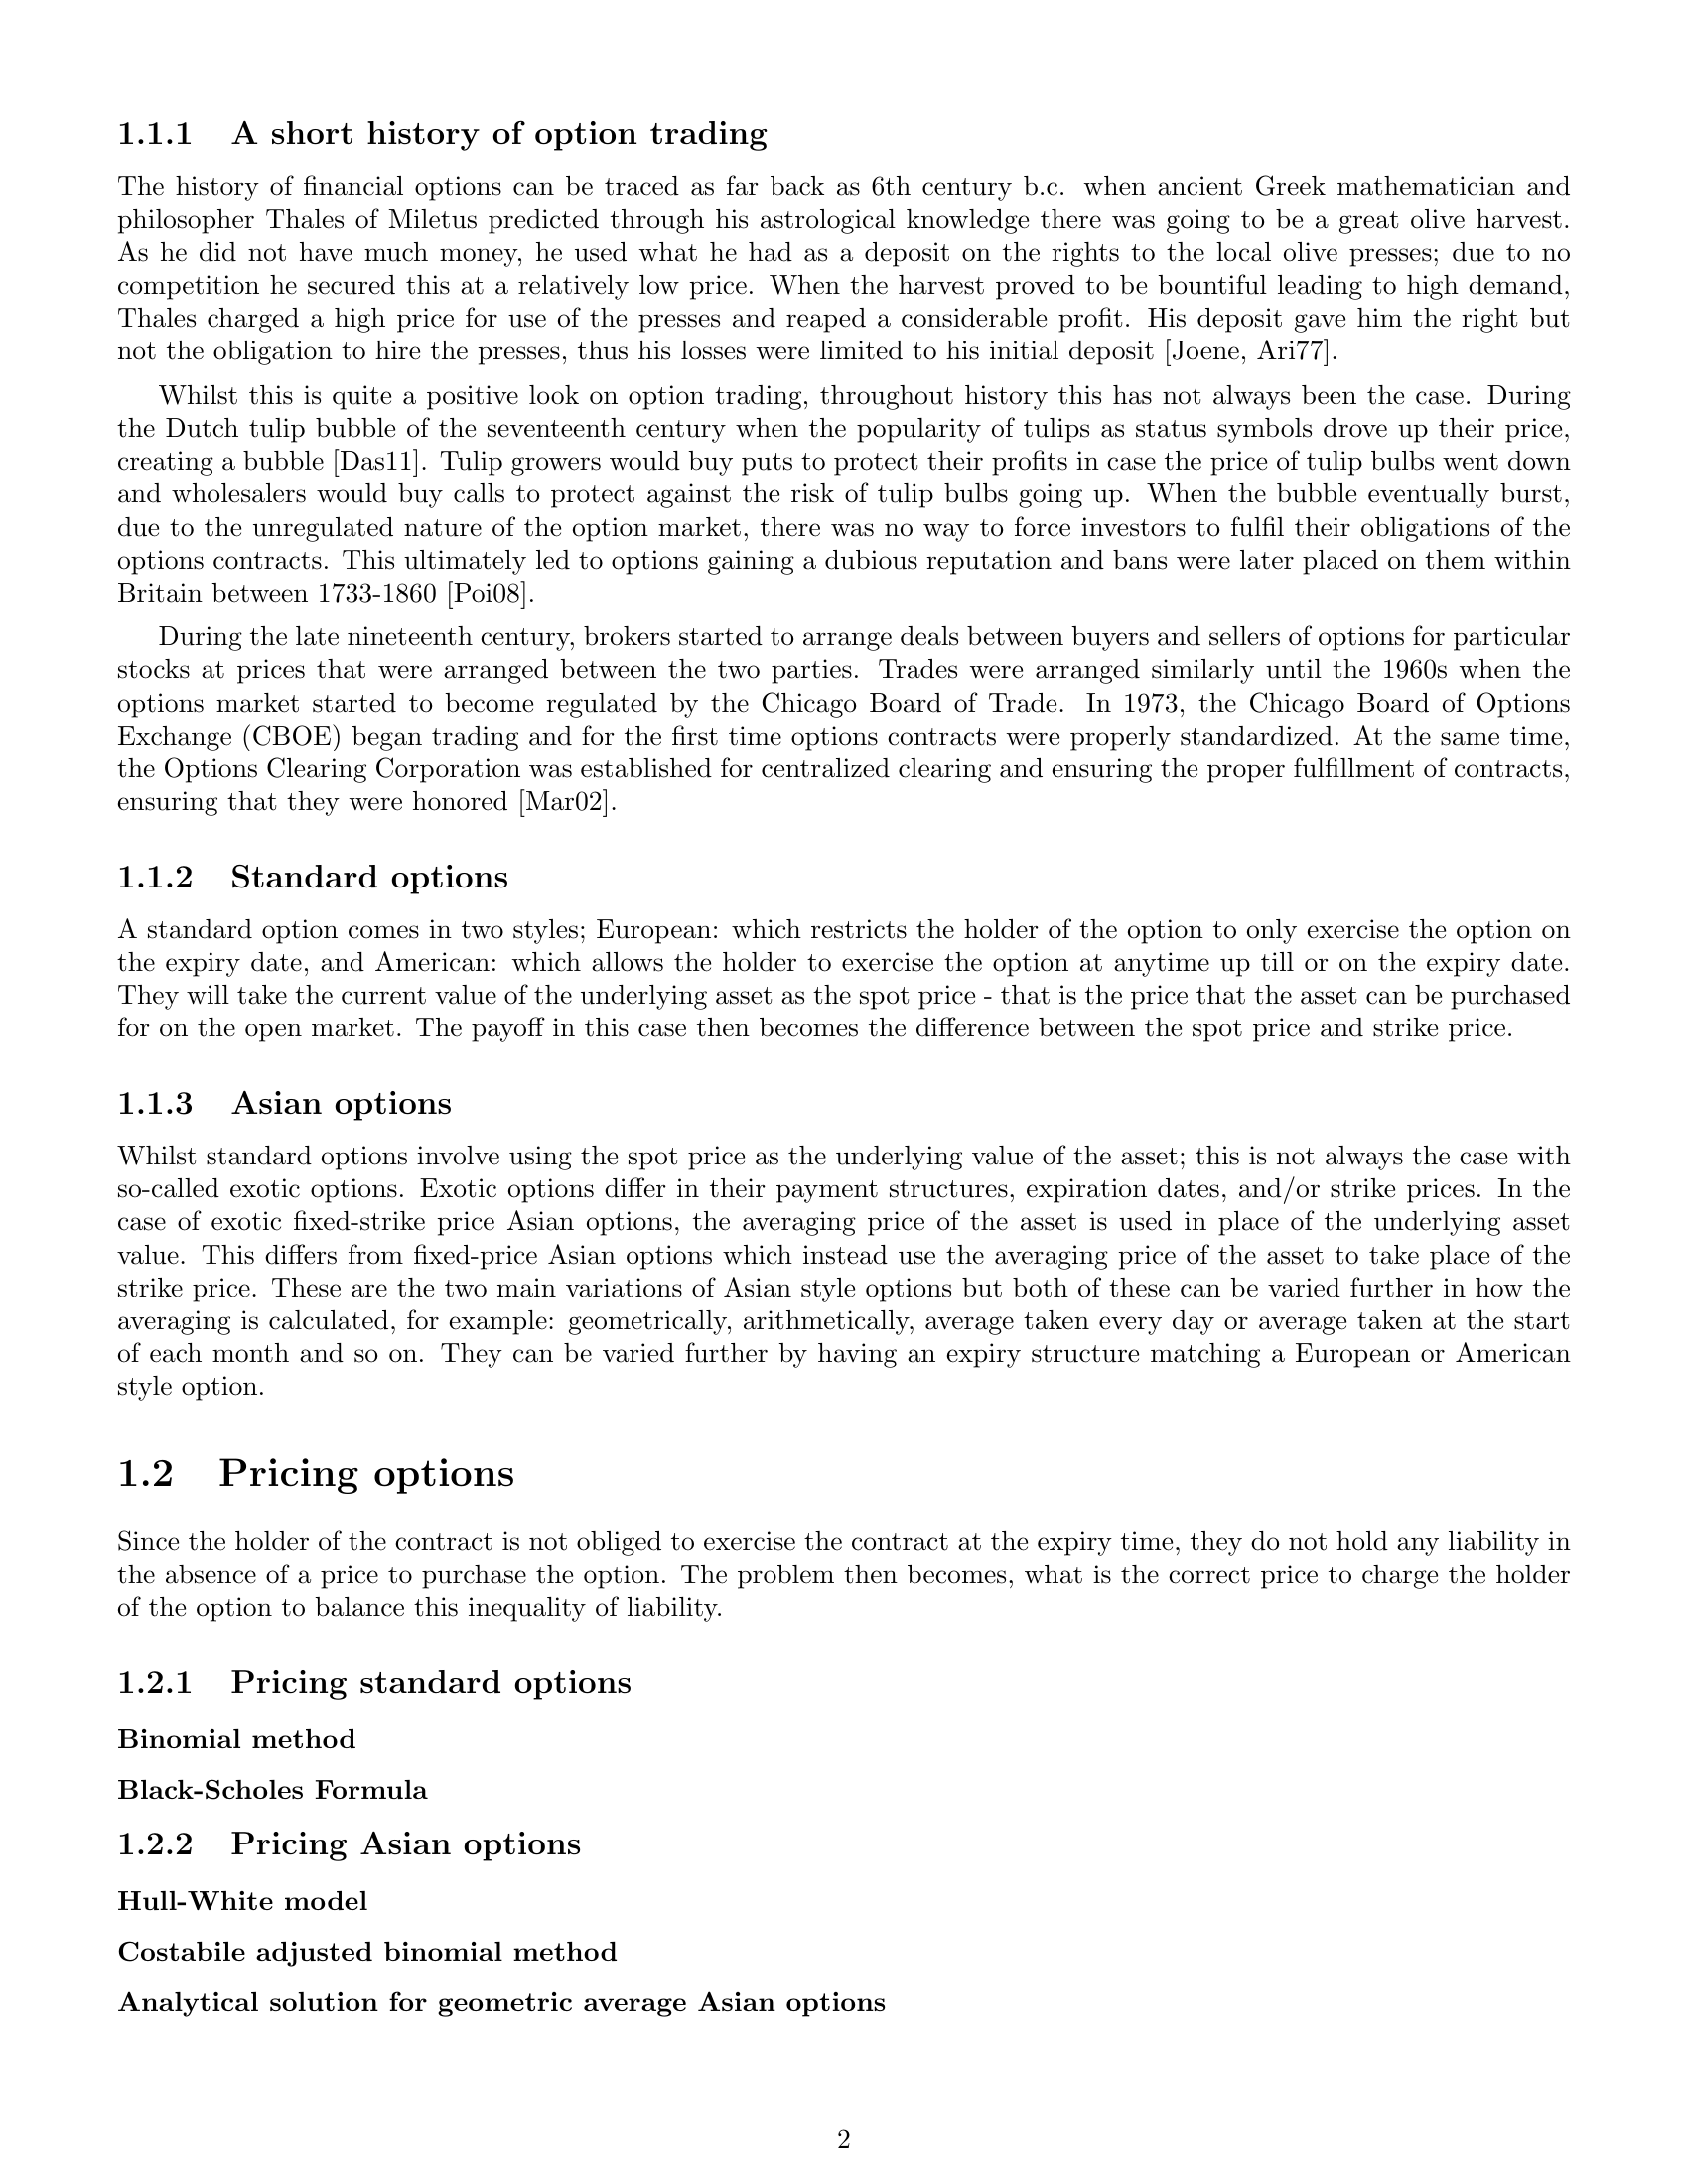 1.1.1 A short history of option trading
The history of financial options can be traced as far back as 6th century b.c. when ancient Greek mathematician and
philosopher Thales of Miletus predicted through his astrological knowledge there was going to be a great olive harvest.
As he did not have much money, he used what he had as a deposit on the rights to the local olive presses; due to no
competition he secured this at a relatively low price. When the harvest proved to be bountiful leading to high demand,
Thales charged a high price for use of the presses and reaped a considerable profit. His deposit gave him the right but
not the obligation to hire the presses, thus his losses were limited to his initial deposit [Joene, Ari77].
Whilst this is quite a positive look on option trading, throughout history this has not always been the case. During
the Dutch tulip bubble of the seventeenth century when the popularity of tulips as status symbols drove up their price,
creating a bubble [Das11]. Tulip growers would buy puts to protect their profits in case the price of tulip bulbs went down
and wholesalers would buy calls to protect against the risk of tulip bulbs going up. When the bubble eventually burst,
due to the unregulated nature of the option market, there was no way to force investors to fulfil their obligations of the
options contracts. This ultimately led to options gaining a dubious reputation and bans were later placed on them within
Britain between 1733-1860 [Poi08].
During the late nineteenth century, brokers started to arrange deals between buyers and sellers of options for particular
stocks at prices that were arranged between the two parties. Trades were arranged similarly until the 1960s when the
options market started to become regulated by the Chicago Board of Trade. In 1973, the Chicago Board of Options
Exchange (CBOE) began trading and for the first time options contracts were properly standardized. At the same time,
the Options Clearing Corporation was established for centralized clearing and ensuring the proper fulfillment of contracts,
ensuring that they were honored [Mar02].
1.1.2 Standard options
A standard option comes in two styles; European: which restricts the holder of the option to only exercise the option on
the expiry date, and American: which allows the holder to exercise the option at anytime up till or on the expiry date.
They will take the current value of the underlying asset as the spot price - that is the price that the asset can be purchased
for on the open market. The payoff in this case then becomes the difference between the spot price and strike price.
1.1.3 Asian options
Whilst standard options involve using the spot price as the underlying value of the asset; this is not always the case with
so-called exotic options. Exotic options differ in their payment structures, expiration dates, and/or strike prices. In the
case of exotic fixed-strike price Asian options, the averaging price of the asset is used in place of the underlying asset
value. This differs from fixed-price Asian options which instead use the averaging price of the asset to take place of the
strike price. These are the two main variations of Asian style options but both of these can be varied further in how the
averaging is calculated, for example: geometrically, arithmetically, average taken every day or average taken at the start
of each month and so on. They can be varied further by having an expiry structure matching a European or American
style option.
1.2 Pricing options
Since the holder of the contract is not obliged to exercise the contract at the expiry time, they do not hold any liability in
the absence of a price to purchase the option. The problem then becomes, what is the correct price to charge the holder
of the option to balance this inequality of liability.
1.2.1 Pricing standard options
Binomial method
Black-Scholes Formula
1.2.2 Pricing Asian options
Hull-White model
Costabile adjusted binomial method
Analytical solution for geometric average Asian options
2